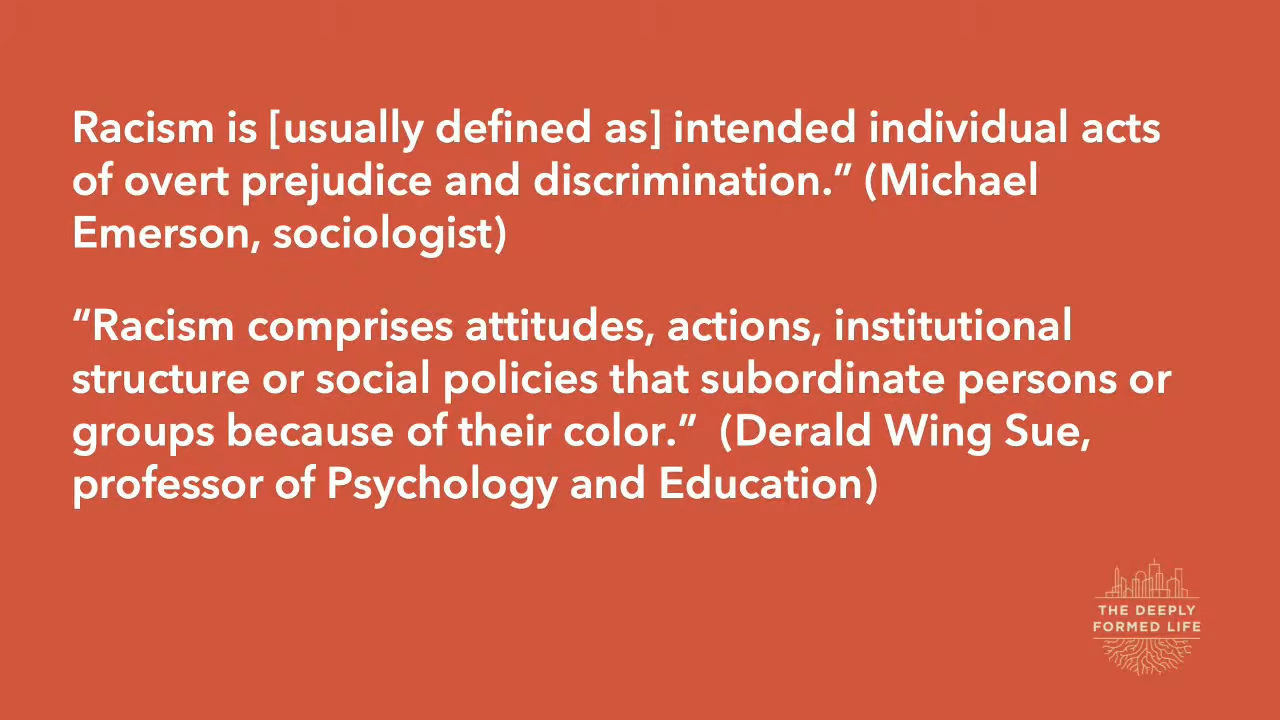 Racism is [usually defined as] intended individual acts
of overt prejudice and discrimination.” (Michael
Emerson, sociologist)
“Racism comprises attitudes, actions, institutional
structure or social policies that subordinate persons or
groups because of their color.”  (Derald Wing Sue,
professor of Psychology and Education)
THE DEEPLY
FORMED LIFE